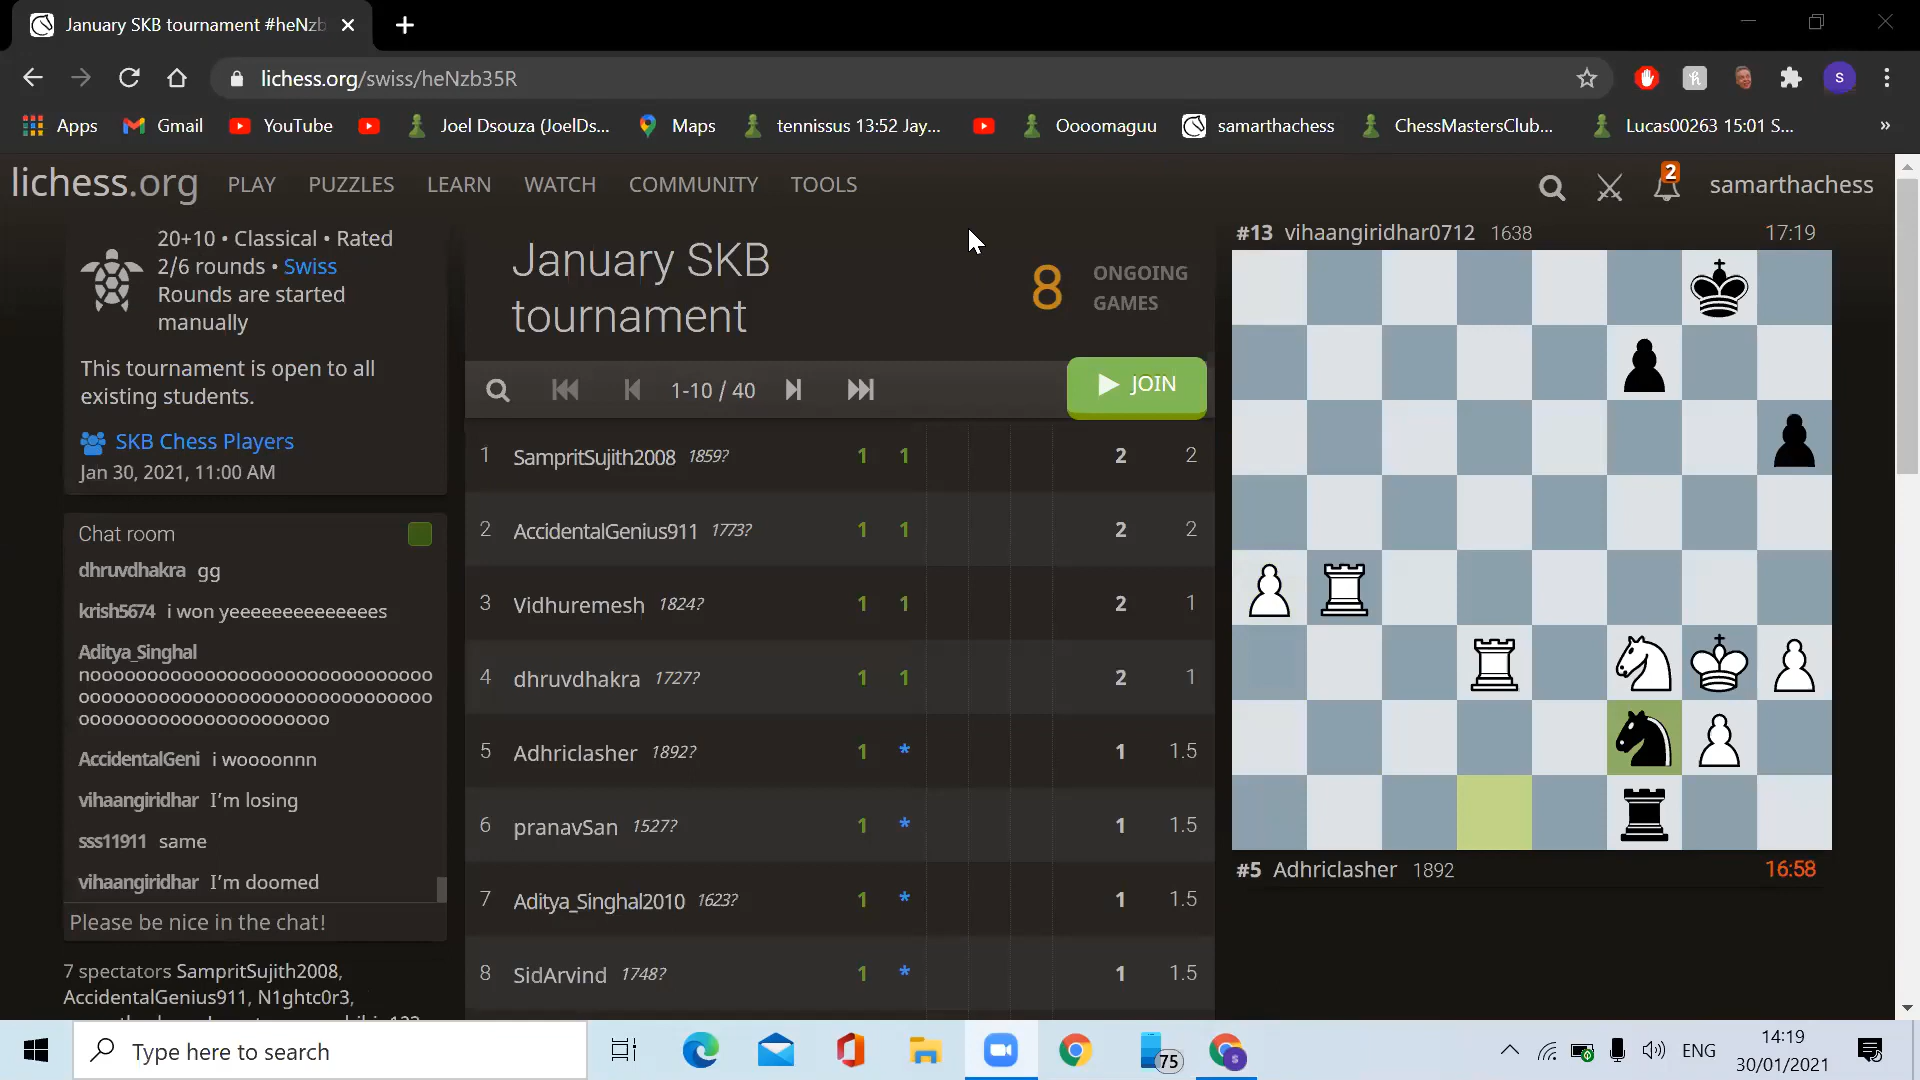 January SKB tournament #heNzb
lichess.org/swiss/heNzb35R
S
Apps
Gmail
YouTube
Joel Dsouza (JoelDs...
Maps
tennissus 13:52 Jay...
Oooomaguu
samarthachess
ChessMastersClub...
Lucas00263 15:01 S...
»
lichess.org
PLAY
PUZZLES
LEARN
WATCH
COMMUNITY
TOOLS
2
samarthachess
20+10 • Classical • Rated
2/6 rounds • Swiss
Rounds are started
manually
This tournament is open to all
existing students.
SKB Chess Players
Jan 30, 2021, 11:00 AM
Chat room
dhruvdhakra gg
krish5674 i won yeeeeeeeeeeeeees
Aditya_Singhal
AccidentalGeni i woooonnn
vihaangiridhar I'm losing
sss11911 same
vihaangiridhar I'm doomed
Please be nice in the chat!
7 spectators SampritSujith2008,
AccidentalGenius911, N1ghtc0r3,
January SKB
tournament
8 ONGOING
GAMES
1-10 / 40
JOIN
1 SampritSujith2008 1859? 1 1 2 2
2 AccidentalGenius911 1773? 1 1 2 2
3 Vidhuremesh 1824? 1 1 2 1
4 dhruvdhakra 1727? 1 1 2 1
5 Adhriclasher 1892? 1 * 1 1.5
6 pranavSan 1527? 1 * 1 1.5
7 Aditya_Singhal2010 1623? 1 * 1 1.5
8 SidArvind 1748? 1 * 1 1.5
#13 vihaangiridhar0712 1638 17:19
#5 Adhriclasher 1892 16:58
Type here to search
75
ENG
14:19
30/01/2021